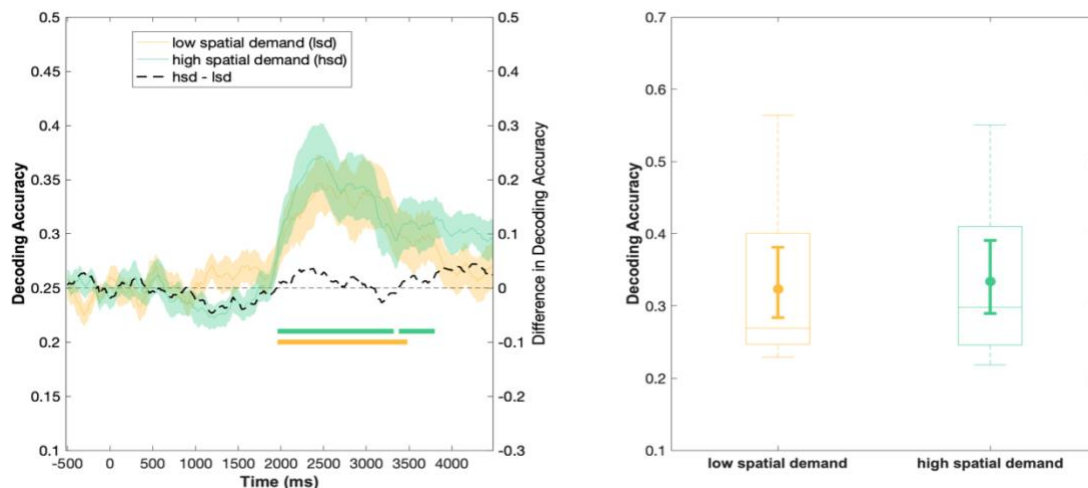 low spatial demand (lsd)
high spatial demand (hsd)
hsd - lsd
0.5
0.45
0.4
0.35
0.3
0.25
0.2
0.15
0.1
Decoding Accuracy
0.5
0.4
0.3
0.2
0.1
0
-0.1
-0.2
-0.3
Difference in Decoding Accuracy
-500 0 500 1000 1500 2000 2500 3000 3500 4000
Time (ms)
0.7
0.6
0.5
0.4
0.3
0.2
0.1
Decoding Accuracy
low spatial demand high spatial demand